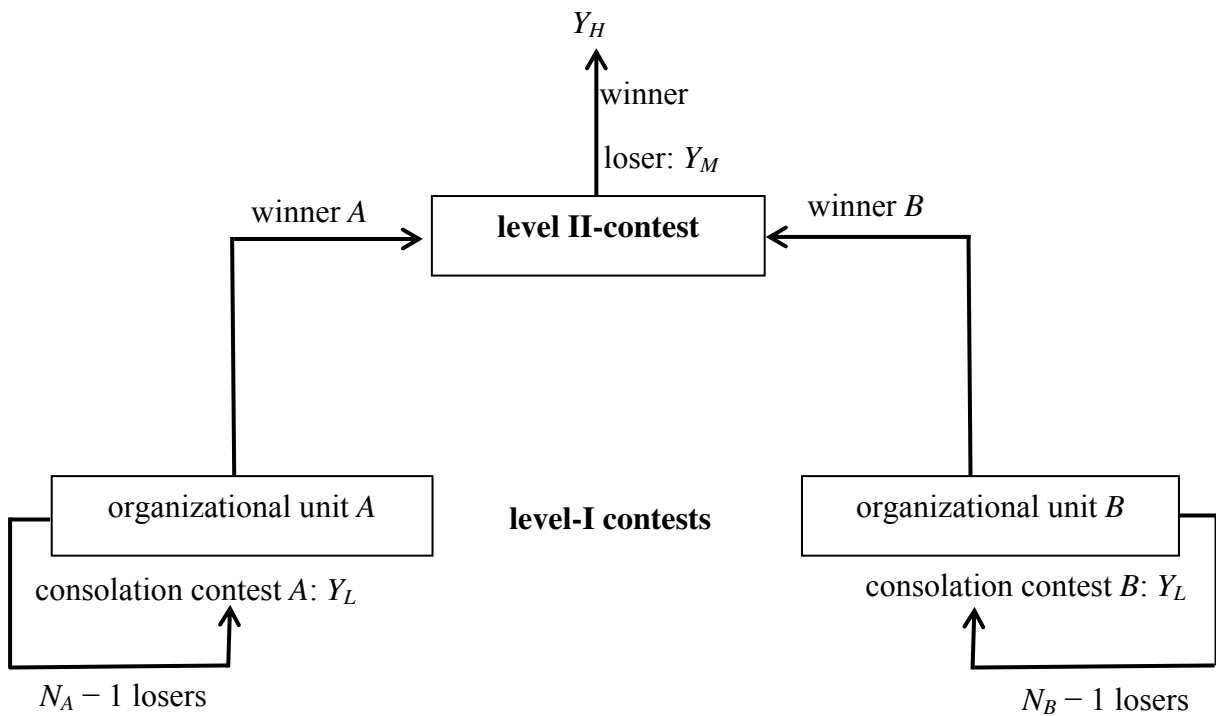 Y_H
winner
loser: Y_M
winner A
winner B
level II-contest
organizational unit A
organizational unit B
level-I contests
consolation contest A: Y_L
consolation contest B: Y_L
N_A − 1 losers
N_B − 1 losers